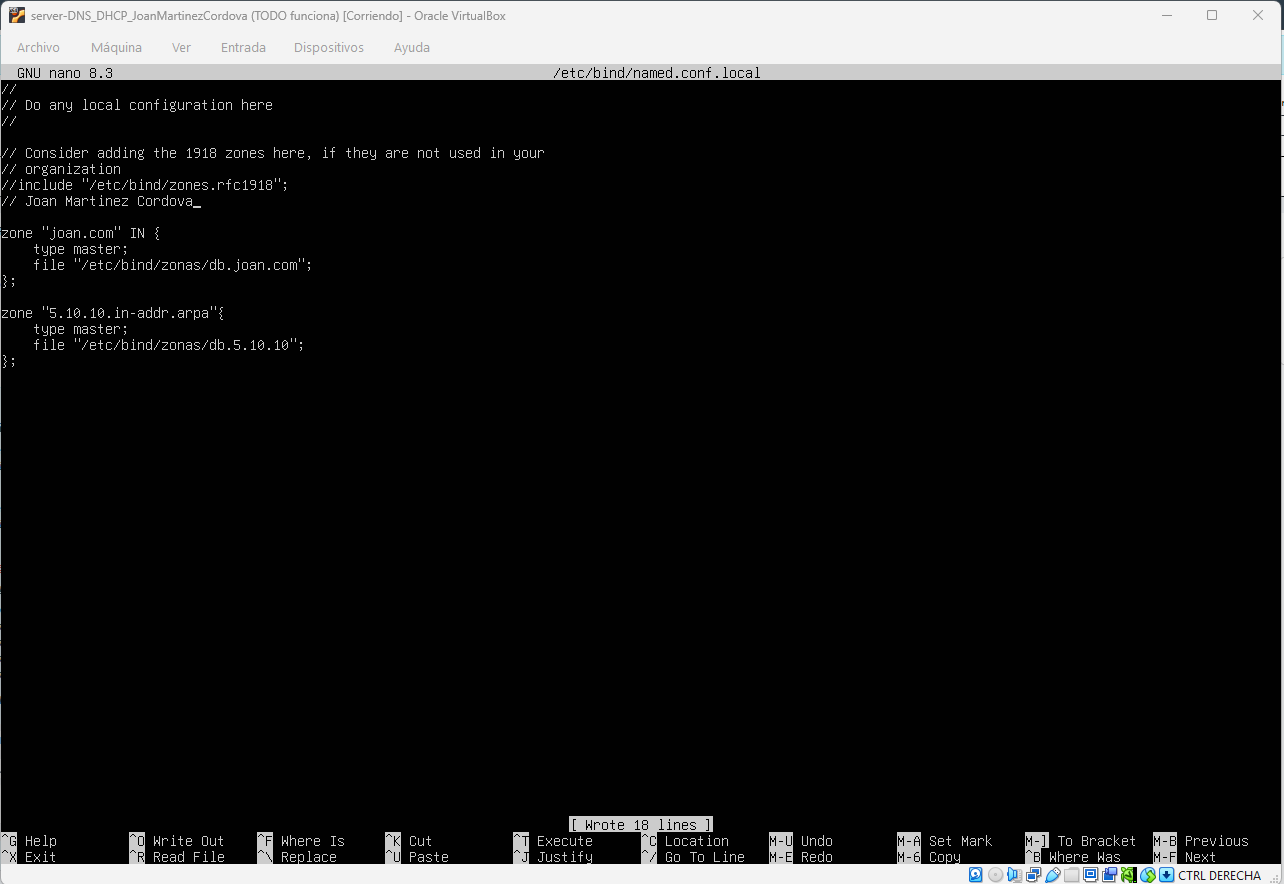 server-DNS_DHCP_JoanMartinezCordova (TODO funciona) [Corriendo] - Oracle VirtualBox
Archivo Máquina Ver Entrada Dispositivos Ayuda
GNU nano 8.3 /etc/bind/named.conf.local
//
// Do any local configuration here
//
// Consider adding the 1918 zones here, if they are not used in your
// organization
//include "/etc/bind/zones.rfc1918";
// Joan Martinez Cordova_
zone "joan.com" IN {
    type master;
    file "/etc/bind/zonas/db.joan.com";
};
zone "5.10.10.in-addr.arpa"{
    type master;
    file "/etc/bind/zonas/db.5.10.10";
};
[ Wrote 18 lines ]
^G Help ^O Write Out ^F Where Is ^K Cut ^T Execute ^C Location M-U Undo M-A Set Mark M-] To Bracket M-B Previous
^X Exit ^R Read File ^\ Replace ^U Paste ^J Justify ^/ Go To Line M-E Redo M-6 Copy ^B Where Was M-F Next
CTRL DERECHA